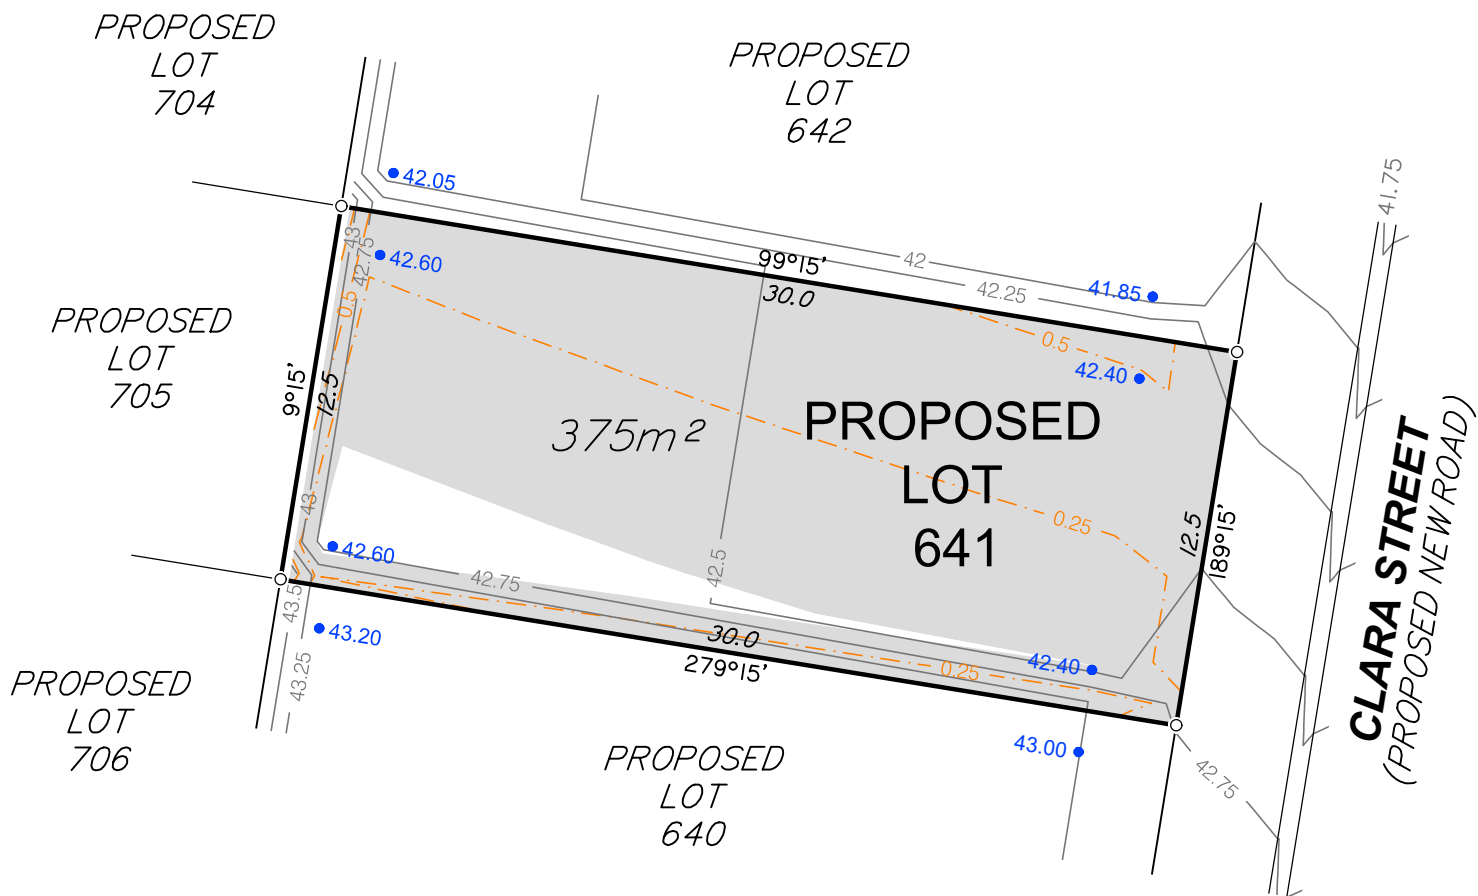 PROPOSED
LOT
704
PROPOSED
LOT
642
41.75
42.05
42.60
43
42.75
99°15'
30.0
42
42.25
41.85
0.5
0.5
42.40
PROPOSED
LOT
705
9°15'
12.5
375m²
PROPOSED
LOT
641
0.25
12.5
189°15'
CLARA STREET
(PROPOSED NEW ROAD)
43
42.60
42.75
42.5
43.5
43.20
30.0
279°15'
42.40
0.25
43.25
PROPOSED
LOT
706
43.00
42.75
PROPOSED
LOT
640